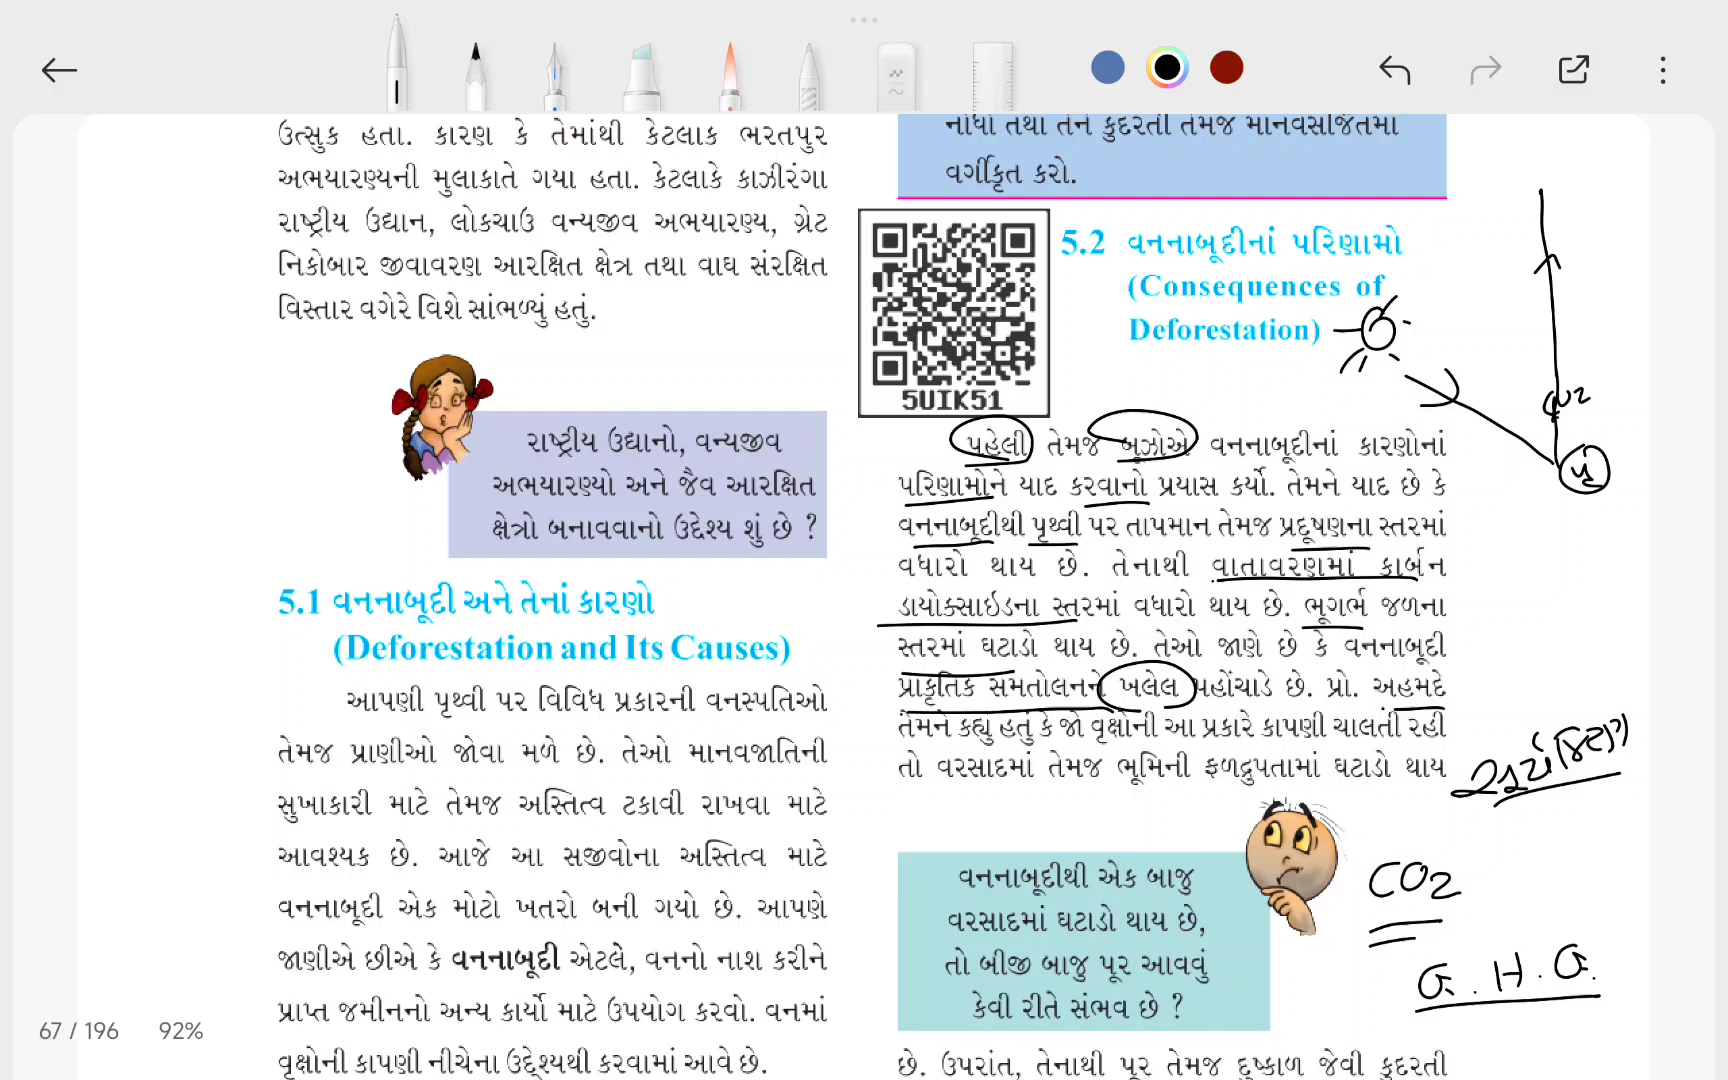 ઉત્સુક હતા. કારણ કે તેમાંથી કેટલાક ભરતપુર
અભયારણ્યની મુલાકાતે ગયા હતા. કેટલાકે કાઝીરંગા
રાષ્ટ્રીય ઉદ્યાન, લોકચાઉ વન્યજીવ અભયારણ્ય, ગ્રેટ
નિકોબાર જીવાવરણ આરક્ષિત ક્ષેત્ર તથા વાઘ સંરક્ષિત
વિસ્તાર વગેરે વિશે સાંભળ્યું હતું.
રાષ્ટ્રીય ઉદ્યાનો, વન્યજીવ
અભયારણ્યો અને જૈવ આરક્ષિત
ક્ષેત્રો બનાવવાનો ઉદ્દેશ્ય શું છે ?
5.1 વનનાબૂદી અને તેનાં કારણો
(Deforestation and Its Causes)
આપણી પૃથ્વી પર વિવિધ પ્રકારની વનસ્પતિઓ
તેમજ પ્રાણીઓ જોવા મળે છે. તેઓ માનવજાતિની
સુખાકારી માટે તેમજ અસ્તિત્વ ટકાવી રાખવા માટે
આવશ્યક છે. આજે આ સજીવોના અસ્તિત્વ માટે
વનનાબૂદી એક મોટો ખતરો બની ગયો છે. આપણે
જાણીએ છીએ કે વનનાબૂદી એટલે, વનનો નાશ કરીને
પ્રાપ્ત જમીનનો અન્ય કાર્યો માટે ઉપયોગ કરવો. વનમાં
વૃક્ષોની કાપણી નીચેના ઉદ્દેશ્યથી કરવામાં આવે છે.
નોંધો તથા તેને કુદરતી તેમજ માનવસર્જિતમાં
વર્ગીકૃત કરો.
5UIK51
5.2 વનનાબૂદીનાં પરિણામો
(Consequences of
Deforestation)
પહેલી તેમજ બૂઝોએ વનનાબૂદીનાં કારણોનાં
પરિણામોને યાદ કરવાનો પ્રયાસ કર્યો. તેમને યાદ છે કે
વનનાબૂદીથી પૃથ્વી પર તાપમાન તેમજ પ્રદૂષણના સ્તરમાં
વધારો થાય છે. તેનાથી વાતાવરણમાં કાર્બન
ડાયોક્સાઇડના સ્તરમાં વધારો થાય છે. ભૂગર્ભ જળના
સ્તરમાં ઘટાડો થાય છે. તેઓ જાણે છે કે વનનાબૂદી
પ્રાકૃતિક સમતોલનને ખલેલ પહોંચાડે છે. પ્રો. અહમદે
તેમને કહ્યું હતું કે જો વૃક્ષોની આ પ્રકારે કાપણી ચાલતી રહી
તો વરસાદમાં તેમજ ભૂમિની ફળદ્રુપતામાં ઘટાડો થાય
વનનાબૂદીથી એક બાજુ
વરસાદમાં ઘટાડો થાય છે,
તો બીજી બાજુ પૂર આવવું
કેવી રીતે સંભવ છે ?
છે. ઉપરાંત, તેનાથી પૂર તેમજ દુષ્કાળ જેવી કુદરતી
CO2
પૃ
CO2
G.H.G.
67 / 196 92%